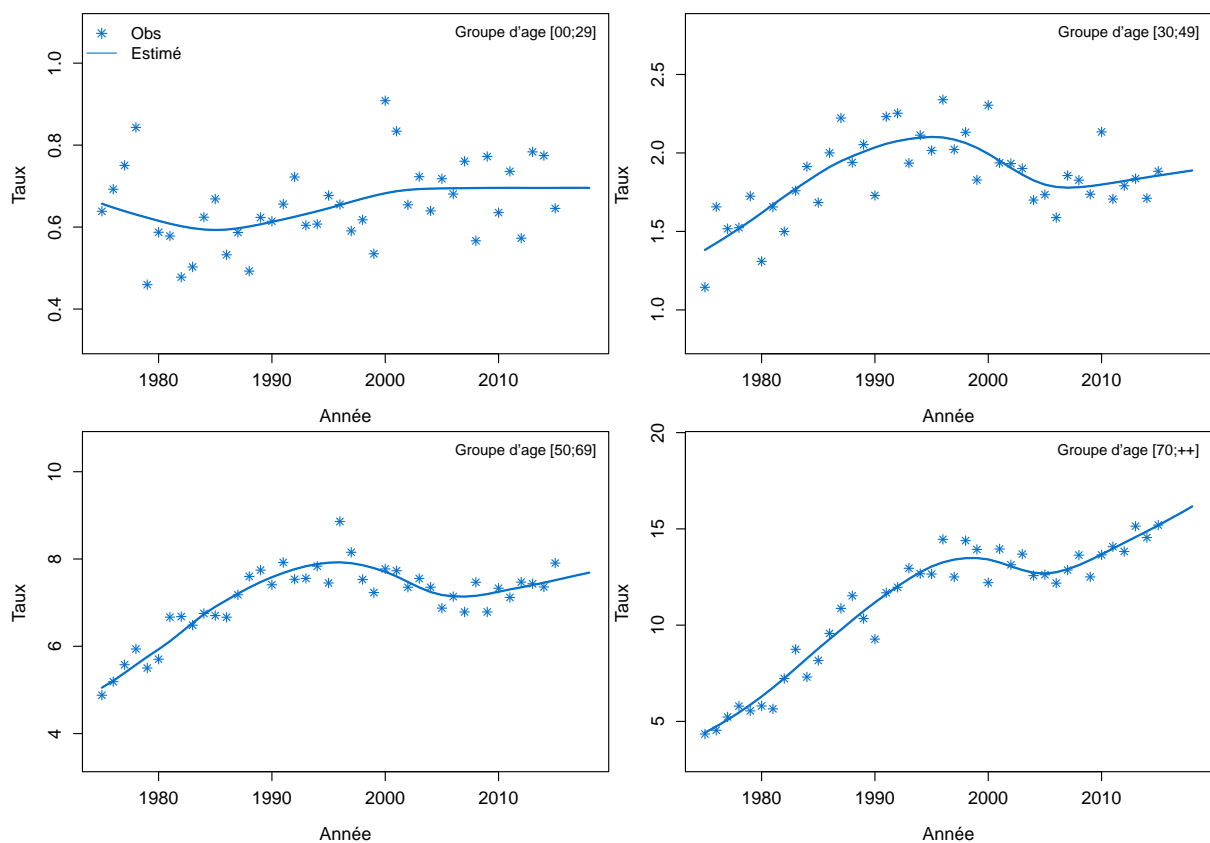 Obs
Estimé
Groupe d'age [00;29]
Taux
1.0
0.8
0.6
0.4
1980
1990
2000
2010
Année
Groupe d'age [30;49]
Taux
2.5
2.0
1.5
1.0
1980
1990
2000
2010
Année
Groupe d'age [50;69]
Taux
10
8
6
4
1980
1990
2000
2010
Année
Groupe d'age [70;++]
Taux
20
15
10
5
1980
1990
2000
2010
Année